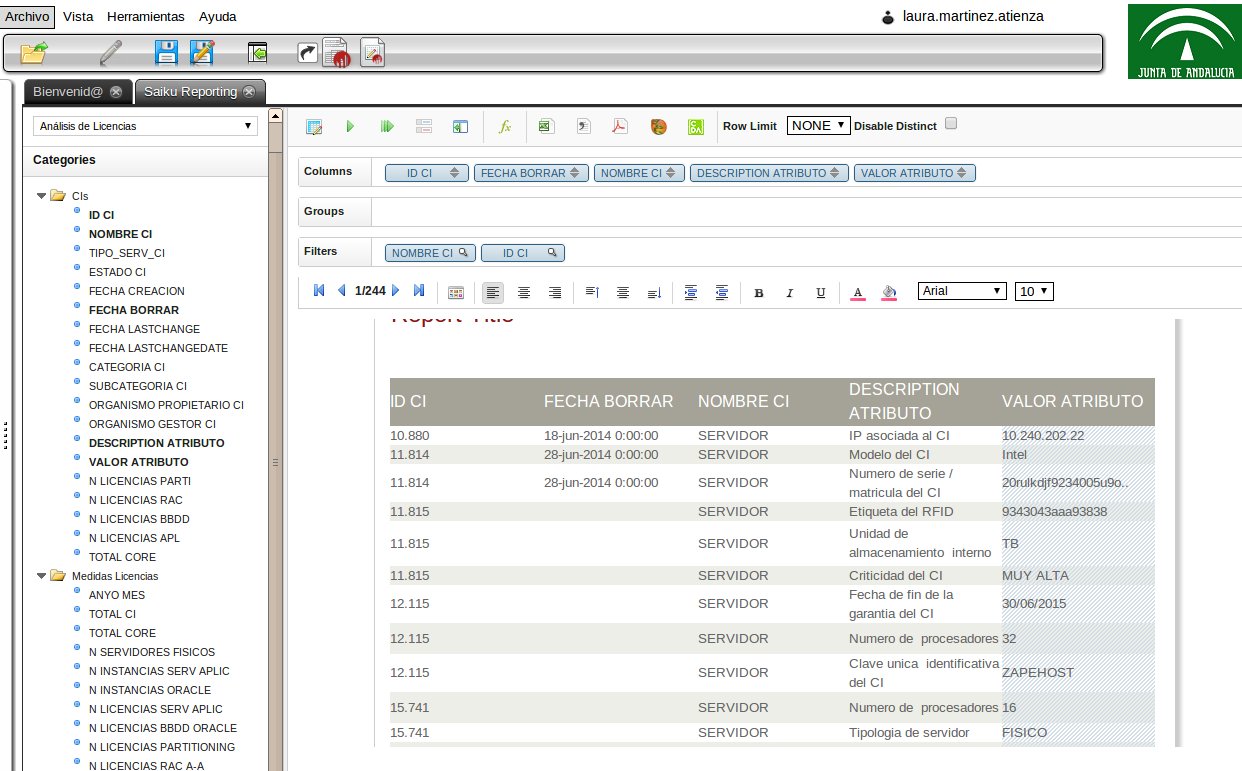 Archivo Vista Herramientas Ayuda
laura.martinez.atienza
JUNTA DE ANDALUCIA
Bienvenid@ Saiku Reporting
Análisis de Licencias
Categories
CIs
ID CI
NOMBRE CI
TIPO_SERV_CI
ESTADO CI
FECHA CREACION
FECHA BORRAR
FECHA LASTCHANGE
FECHA LASTCHANGEDATE
CATEGORIA CI
SUBCATEGORIA CI
ORGANISMO PROPIETARIO CI
ORGANISMO GESTOR CI
DESCRIPTION ATRIBUTO
VALOR ATRIBUTO
N LICENCIAS PARTI
N LICENCIAS RAC
N LICENCIAS BBDD
N LICENCIAS APL
TOTAL CORE
Medidas Licencias
ANYO MES
TOTAL CI
TOTAL CORE
N SERVIDORES FISICOS
N INSTANCIAS SERV APLIC
N INSTANCIAS ORACLE
N LICENCIAS SERV APLIC
N LICENCIAS BBDD ORACLE
N LICENCIAS PARTITIONING
N LICENCIAS RAC A-A
Row Limit NONE Disable Distinct
Columns ID CI FECHA BORRAR NOMBRE CI DESCRIPTION ATRIBUTO VALOR ATRIBUTO
Groups
Filters NOMBRE CI ID CI
1/244 B I U A Arial 10
Report Title
ID CI FECHA BORRAR NOMBRE CI DESCRIPTION ATRIBUTO VALOR ATRIBUTO
10.880 18-jun-2014 0:00:00 SERVIDOR IP asociada al CI 10.240.202.22
11.814 28-jun-2014 0:00:00 SERVIDOR Modelo del CI Intel
11.814 28-jun-2014 0:00:00 SERVIDOR Numero de serie / matricula del CI 20rulkdjf9234005u9o..
11.815 SERVIDOR Etiqueta del RFID 9343043aaa93838
11.815 SERVIDOR Unidad de almacenamiento interno TB
11.815 SERVIDOR Criticidad del CI MUY ALTA
12.115 SERVIDOR Fecha de fin de la garantia del CI 30/06/2015
12.115 SERVIDOR Numero de procesadores 32
12.115 SERVIDOR Clave unica identificativa del CI ZAPEHOST
15.741 SERVIDOR Numero de procesadores 16
15.741 SERVIDOR Tipologia de servidor FISICO